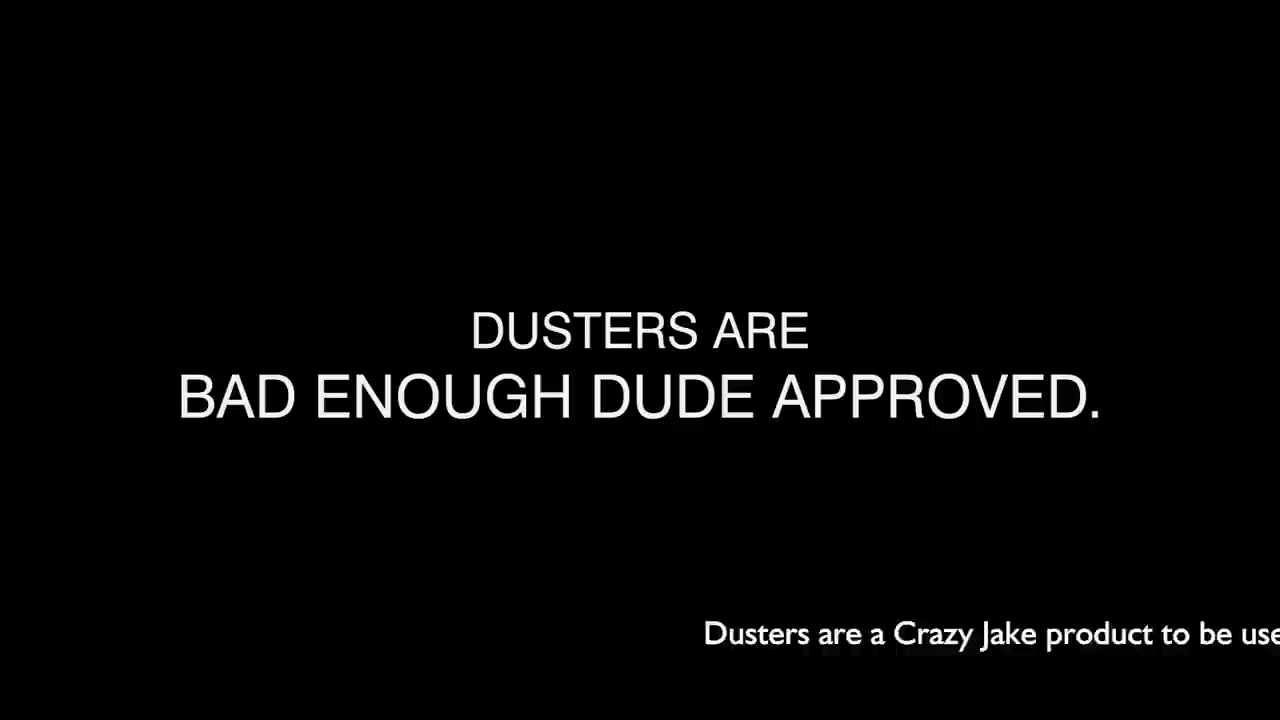 DUSTERS ARE
BAD ENOUGH DUDE APPROVED.
Dusters are a Crazy Jake product to be use